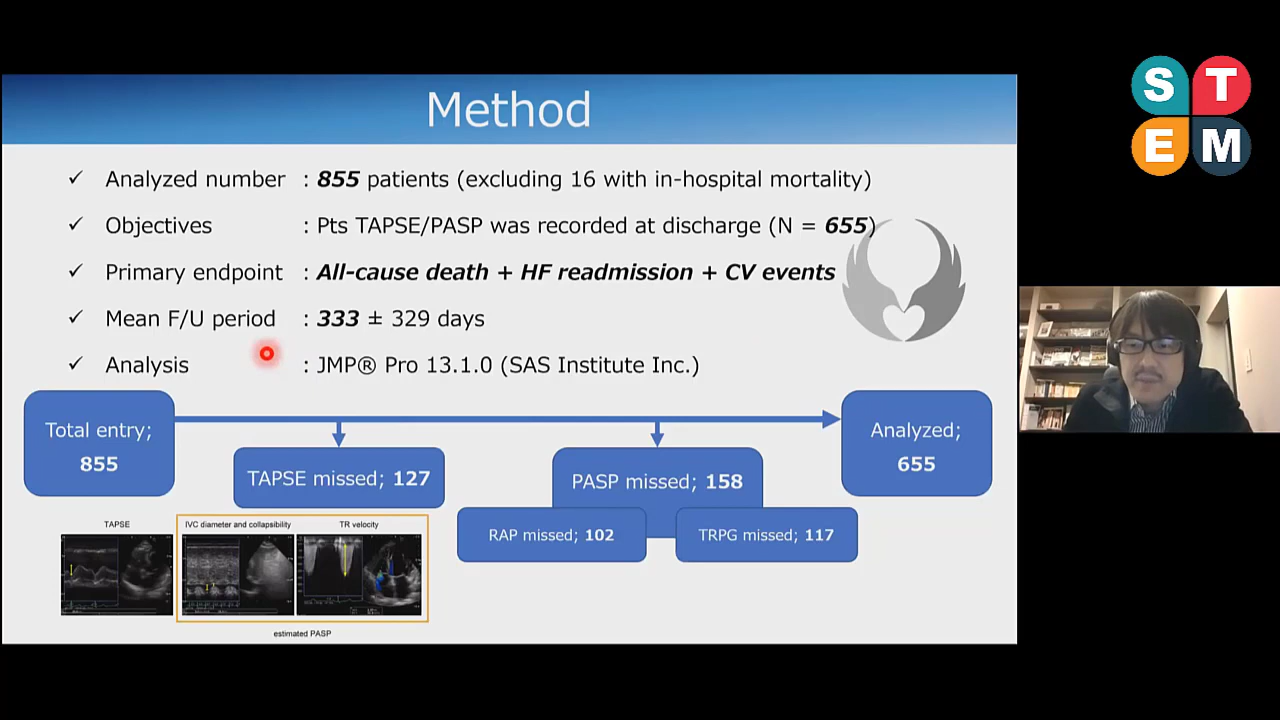 Method
✓ Analyzed number : 855 patients (excluding 16 with in-hospital mortality)
✓ Objectives : Pts TAPSE/PASP was recorded at discharge (N = 655)
✓ Primary endpoint : All-cause death + HF readmission + CV events
✓ Mean F/U period : 333 ± 329 days
✓ Analysis : JMP® Pro 13.1.0 (SAS Institute Inc.)
Total entry;
855
TAPSE missed; 127
PASP missed; 158
RAP missed; 102
TRPG missed; 117
Analyzed;
655
TAPSE
IVC diameter and collapsibility
TR velocity
estimated PASP
S T
E M